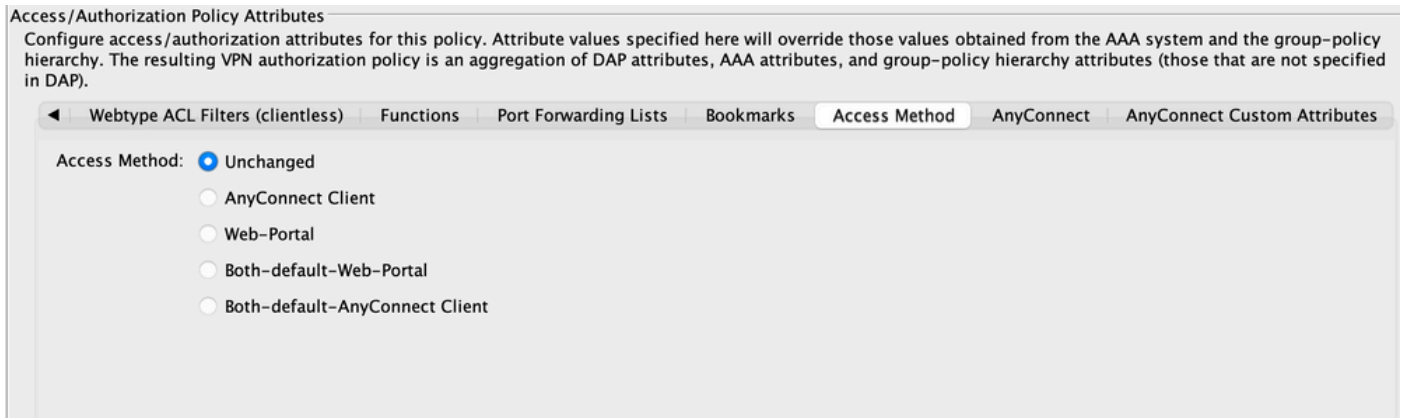 Access/Authorization Policy Attributes
Configure access/authorization attributes for this policy. Attribute values specified here will override those values obtained from the AAA system and the group-policy
hierarchy. The resulting VPN authorization policy is an aggregation of DAP attributes, AAA attributes, and group-policy hierarchy attributes (those that are not specified
in DAP).
Webtype ACL Filters (clientless) Functions Port Forwarding Lists Bookmarks Access Method AnyConnect AnyConnect Custom Attributes
Access Method: Unchanged
AnyConnect Client
Web-Portal
Both-default-Web-Portal
Both-default-AnyConnect Client